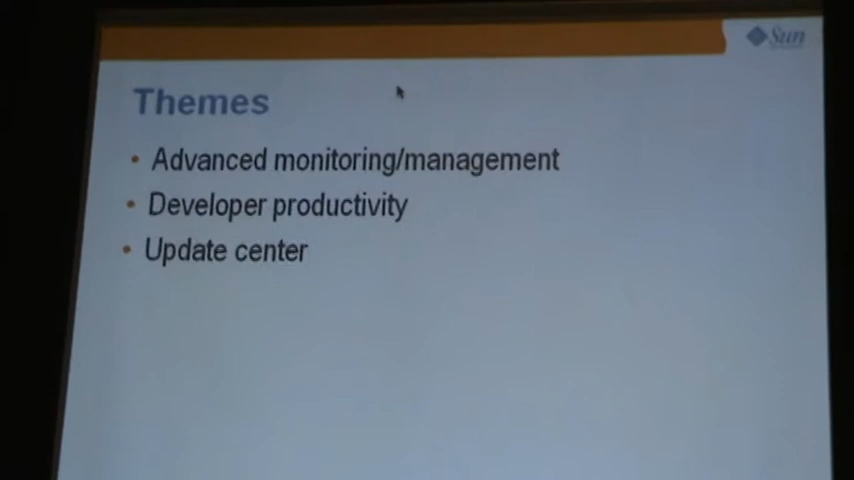 Sun
Themes
• Advanced monitoring/management
• Developer productivity
• Update center